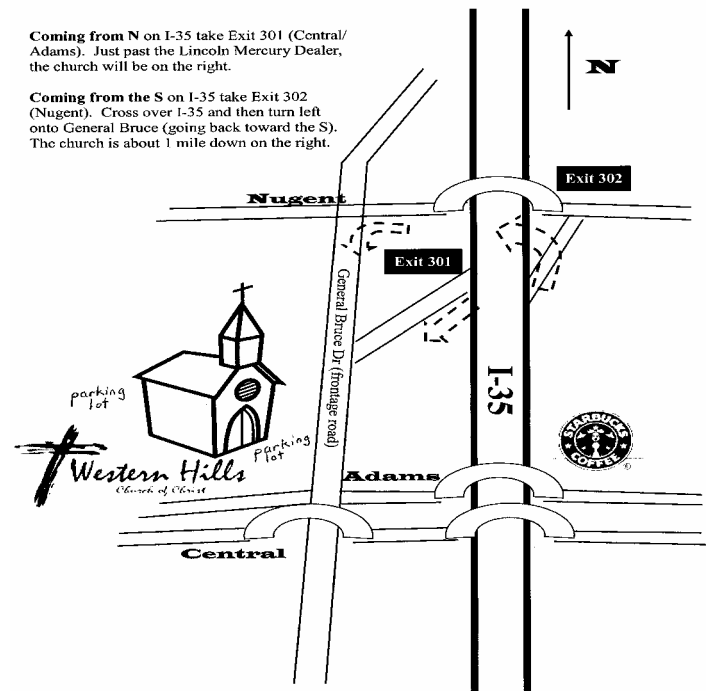 Coming from N on I-35 take Exit 301 (Central/
Adams).  Just past the Lincoln Mercury Dealer,
the church will be on the right.
Coming from the S on I-35 take Exit 302
(Nugent).  Cross over I-35 and then turn left
onto General Bruce (going back toward the S).
The church is about 1 mile down on the right.
N
Exit 302
Nugent
Exit 301
General Bruce Dr (frontage road)
I-35
parking
lot
parking
lot
STARBUCKS
COFFEE
®
Western Hills
Church of Christ
Adams
Central